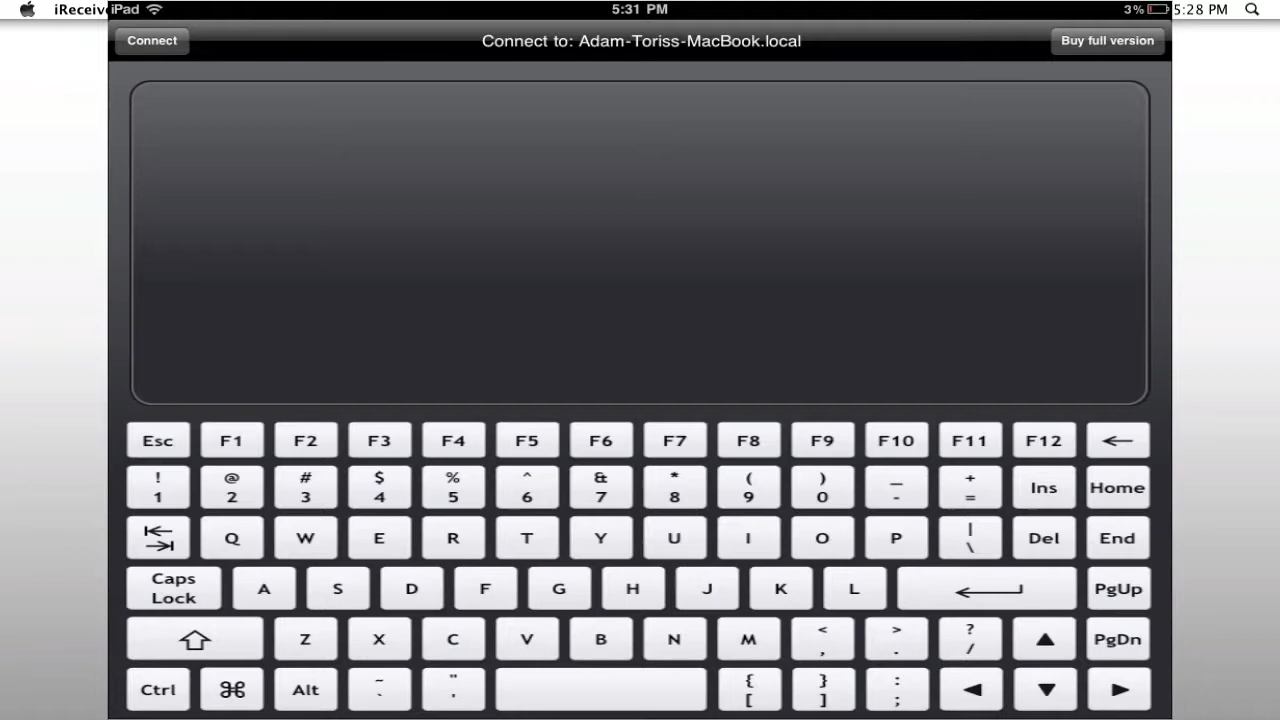 iReceive iPad 5:31 PM 3% 5:28 PM
Connect Connect to: Adam-Toriss-MacBook.local Buy full version
Esc F1 F2 F3 F4 F5 F6 F7 F8 F9 F10 F11 F12 ←
! @ # $ % ^ & * ( ) _ +
1 2 3 4 5 6 7 8 9 0 - = Ins Home
Q W E R T Y U I O P | \ Del End
Caps Lock A S D F G H J K L PgUp
Z X C V B N M < , > . ? / ▲ PgDn
Ctrl ⌘ Alt ~ ` " ' { [ } ] : ; ◄ ▼ ►